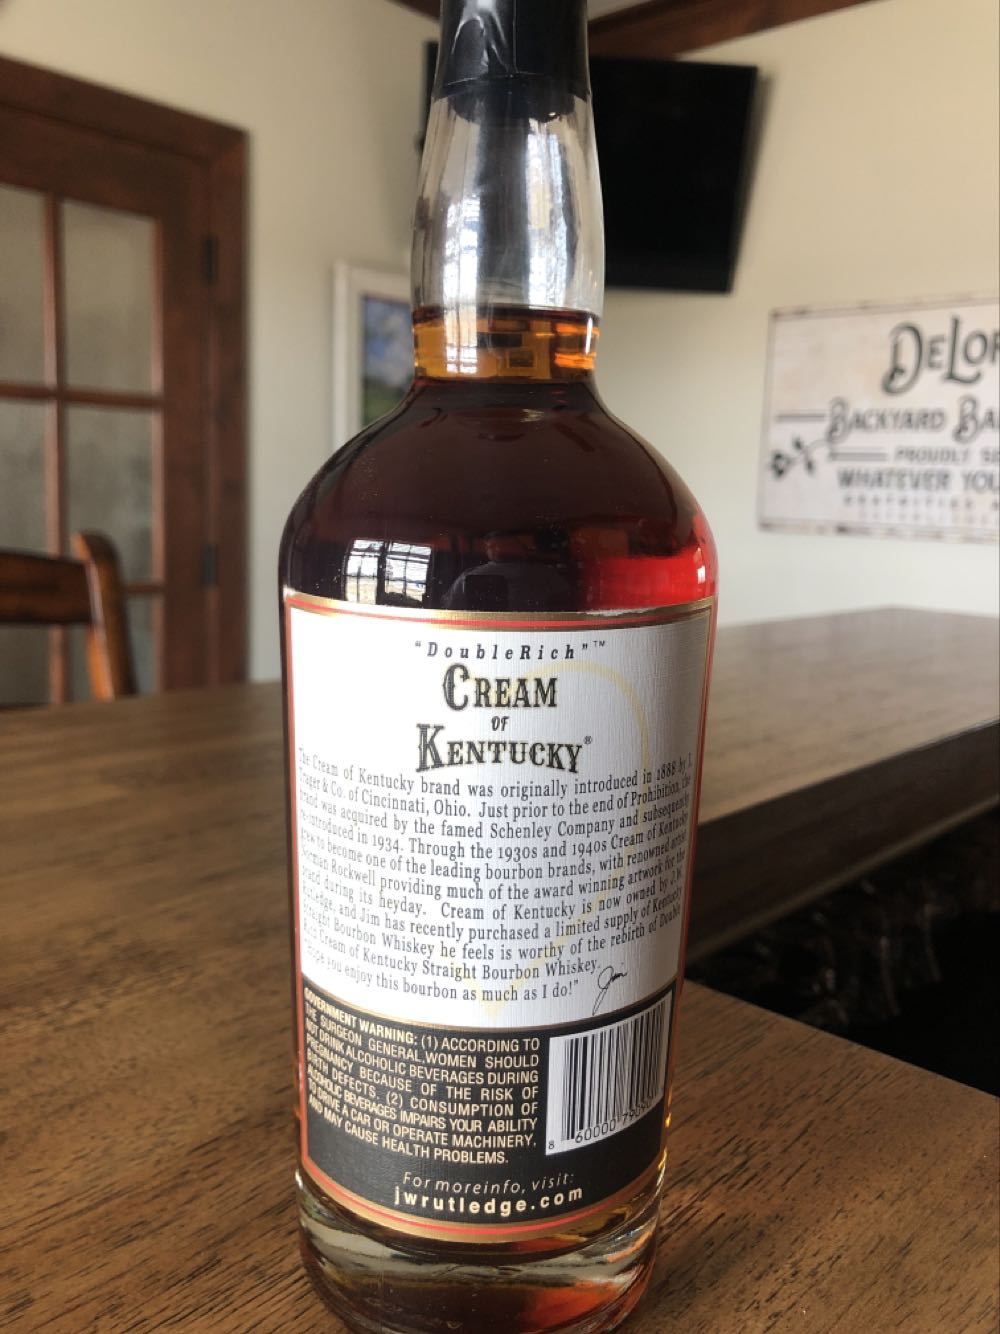 "DoubleRich"™
CREAM
OF
KENTUCKY®
The Cream of Kentucky brand was originally introduced in 1888 by I.
Trager & Co. of Cincinnati, Ohio. Just prior to the end of Prohibition, the
brand was acquired by the famed Schenley Company and subsequently
re-introduced in 1934. Through the 1930s and 1940s Cream of Kentucky
grew to become one of the leading bourbon brands, with renowned artist
Norman Rockwell providing much of the award winning artwork for the
brand during its heyday. Cream of Kentucky is now owned by J.W.
Rutledge, and Jim has recently purchased a limited supply of Kentucky
Straight Bourbon Whiskey he feels is worthy of the rebirth of Double
Rich Cream of Kentucky Straight Bourbon Whiskey.
I hope you enjoy this bourbon as much as I do!" Jim
GOVERNMENT WARNING: (1) ACCORDING TO
THE SURGEON GENERAL,WOMEN SHOULD
NOT DRINK ALCOHOLIC BEVERAGES DURING
PREGNANCY BECAUSE OF THE RISK OF
BIRTH DEFECTS. (2) CONSUMPTION OF
ALCOHOLIC BEVERAGES IMPAIRS YOUR ABILITY
TO DRIVE A CAR OR OPERATE MACHINERY,
AND MAY CAUSE HEALTH PROBLEMS.
8 60000 79090
For more info, visit:
jwrutledge.com
DELOR
BACKYARD BA
PROUDLY SE
WHATEVER YOU